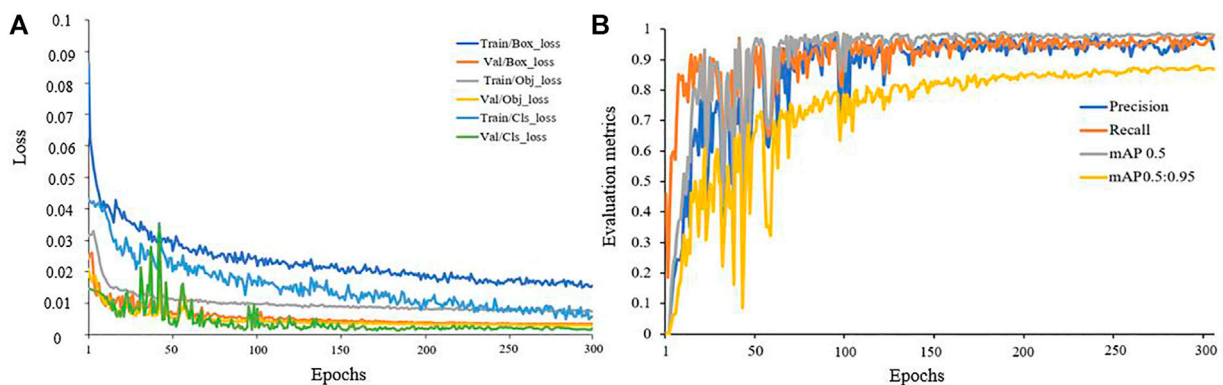 A
Loss
0.1
0.09
0.08
0.07
0.06
0.05
0.04
0.03
0.02
0.01
0
1
50
100
150
200
250
300
Epochs
Train/Box_loss
Val/Box_loss
Train/Obj_loss
Val/Obj_loss
Train/Cls_loss
Val/Cls_loss
B
Evaluation metrics
1
0.9
0.8
0.7
0.6
0.5
0.4
0.3
0.2
0.1
0
1
50
100
150
200
250
300
Epochs
Precision
Recall
mAP 0.5
mAP0.5:0.95